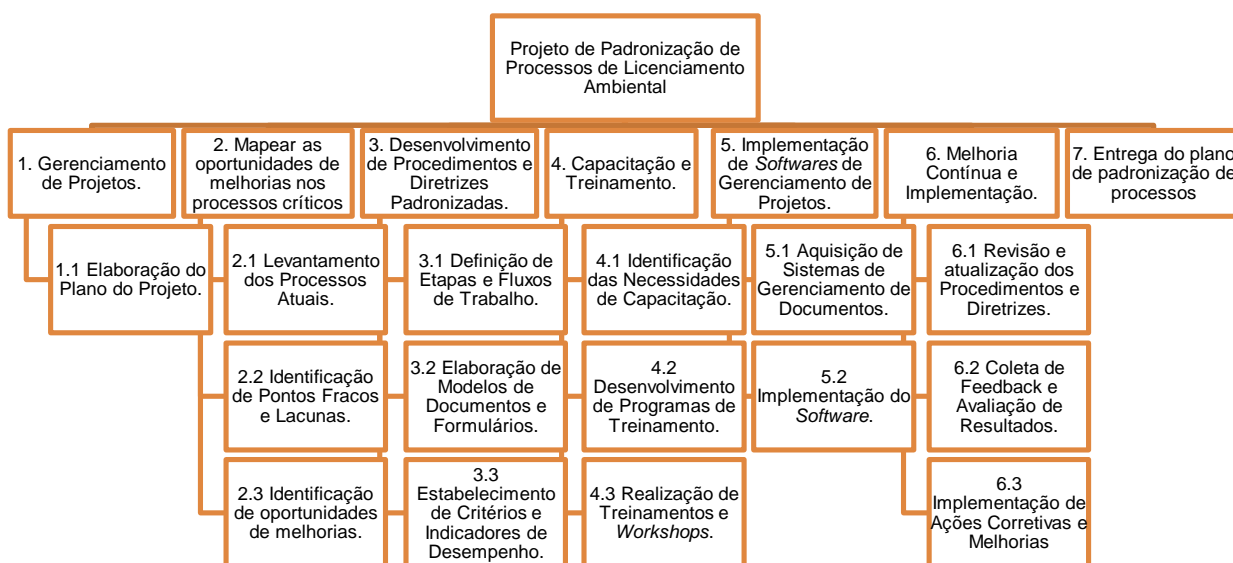 Projeto de Padronização de
Processos de Licenciamento
Ambiental
1. Gerenciamento
de Projetos.
2. Mapear as
oportunidades de
melhorias nos
processos críticos
3. Desenvolvimento
de Procedimentos e
Diretrizes
Padronizadas.
4. Capacitação e
Treinamento.
5. Implementação
de Softwares de
Gerenciamento de
Projetos.
6. Melhoria
Contínua e
Implementação.
7. Entrega do plano
de padronização de
processos
1.1 Elaboração do
Plano do Projeto.
2.1 Levantamento
dos Processos
Atuais.
3.1 Definição de
Etapas e Fluxos
de Trabalho.
4.1 Identificação
das Necessidades
de Capacitação.
5.1 Aquisição de
Sistemas de
Gerenciamento de
Documentos.
6.1 Revisão e
atualização dos
Procedimentos e
Diretrizes.
2.2 Identificação
de Pontos Fracos
e Lacunas.
3.2 Elaboração de
Modelos de
Documentos e
Formulários.
4.2
Desenvolvimento
de Programas de
Treinamento.
5.2
Implementação do
Software.
6.2 Coleta de
Feedback e
Avaliação de
Resultados.
2.3 Identificação
de oportunidades
de melhorias.
3.3
Estabelecimento
de Critérios e
Indicadores de
Desempenho.
4.3 Realização de
Treinamentos e
Workshops.
6.3
Implementação de
Ações Corretivas e
Melhorias